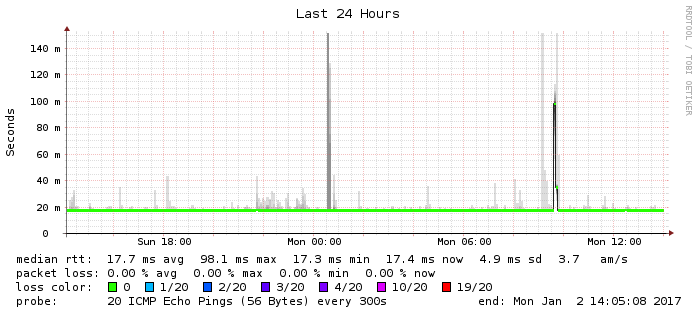 Last 24 Hours
RRDTOOL / TOBI OETIKER
Seconds
140 m
120 m
100 m
80 m
60 m
40 m
20 m
0
Sun 18:00 Mon 00:00 Mon 06:00 Mon 12:00
median rtt: 17.7 ms avg 98.1 ms max 17.3 ms min 17.4 ms now 4.9 ms sd 3.7 am/s
packet loss: 0.00 % avg 0.00 % max 0.00 % min 0.00 % now
loss color: 0 1/20 2/20 3/20 4/20 10/20 19/20
probe: 20 ICMP Echo Pings (56 Bytes) every 300s end: Mon Jan 2 14:05:08 2017